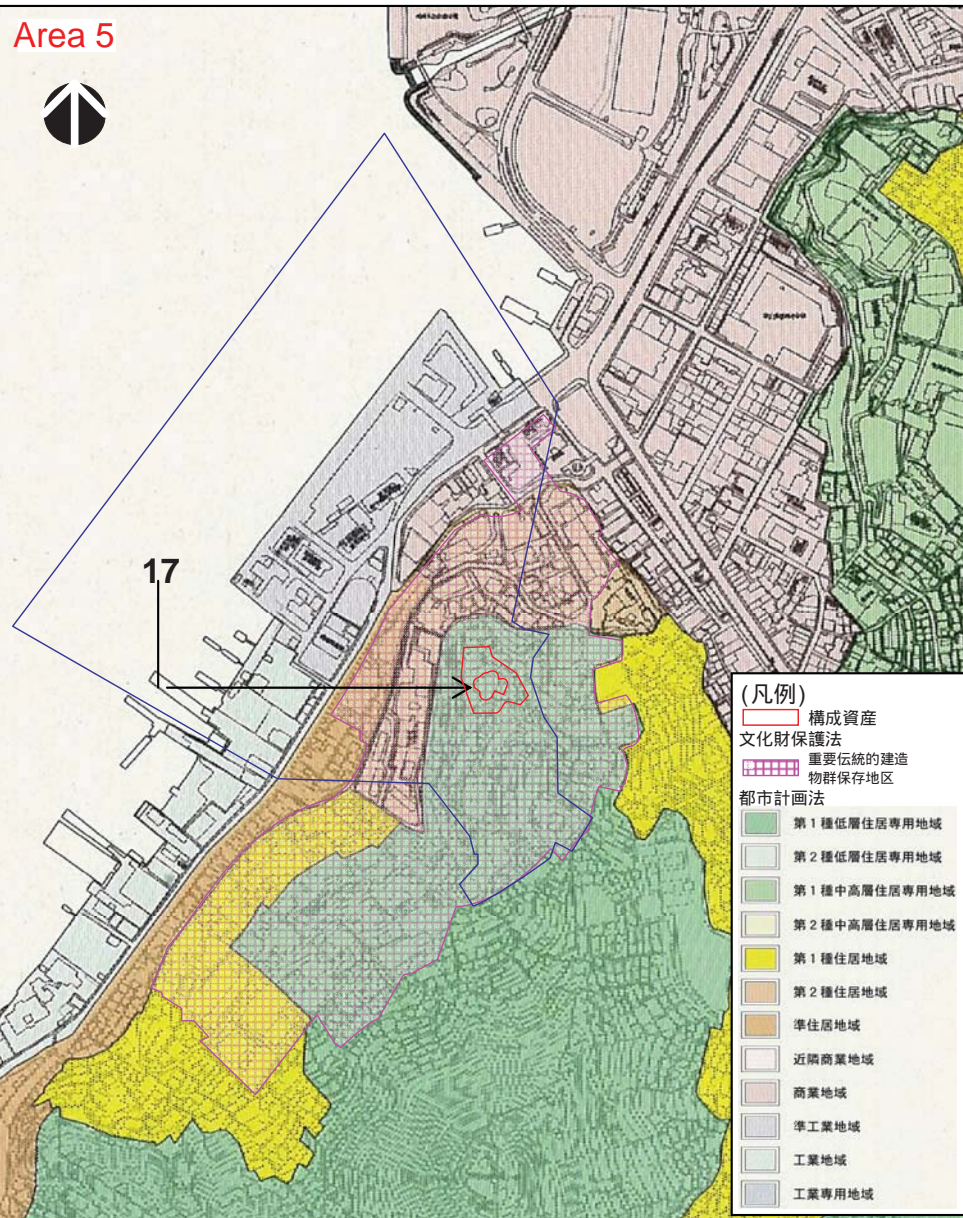 Area 5
17
(凡例)
構成資産
文化財保護法
重要伝統的建造
物群保存地区
都市計画法
第1種低層住居専用地域
第2種低層住居専用地域
第1種中高層住居専用地域
第2種中高層住居専用地域
第1種住居地域
第2種住居地域
準住居地域
近隣商業地域
商業地域
準工業地域
工業地域
工業専用地域